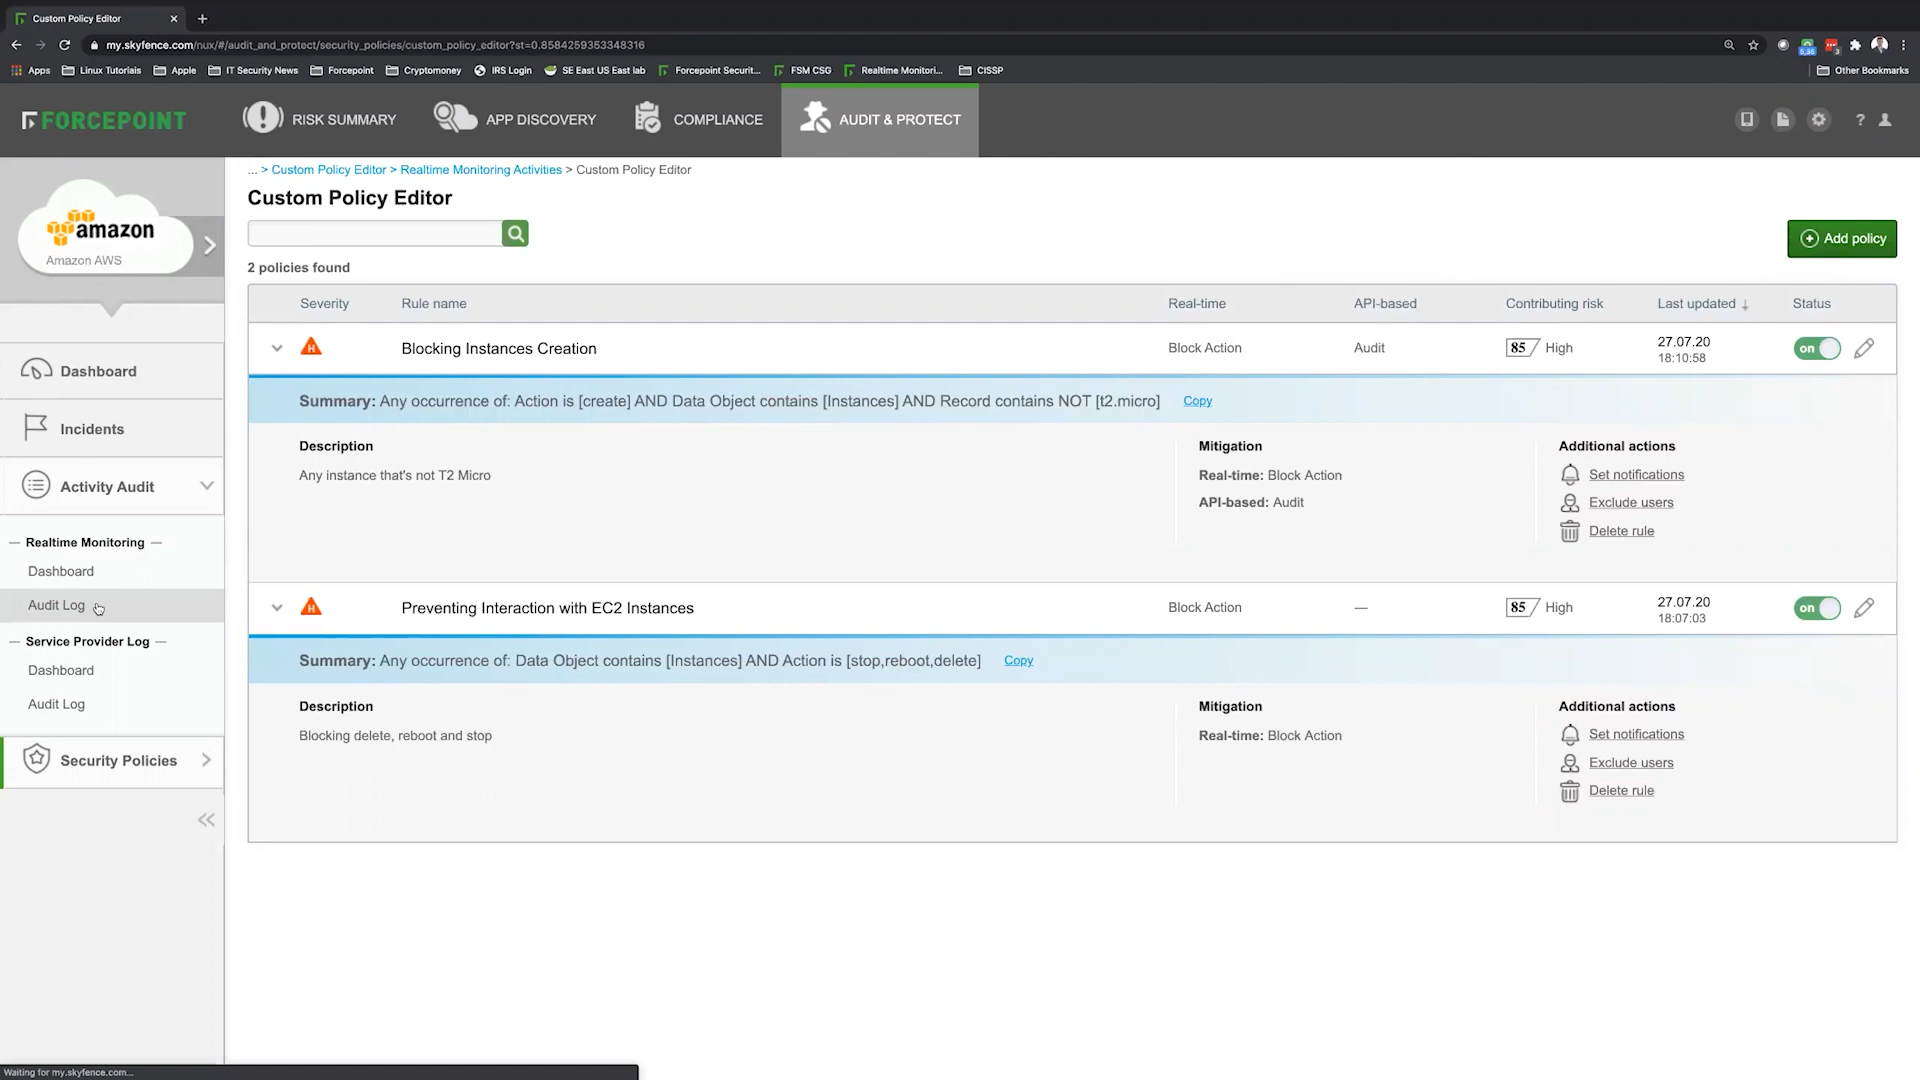 Custom Policy Editor
my.skyfence.com/nux/#/audit_and_protect/security_policies/custom_policy_editor?st=0.8584259353348316
Apps Linux Tutorials Apple IT Security News Forcepoint Cryptomoney IRS Login SE East US East lab Forcepoint Securit... FSM CSG Realtime Monitori... CISSP Other Bookmarks
FORCEPOINT RISK SUMMARY APP DISCOVERY COMPLIANCE AUDIT & PROTECT ?
... > Custom Policy Editor > Realtime Monitoring Activities > Custom Policy Editor
Custom Policy Editor
amazon
Amazon AWS
Add policy
2 policies found
Severity Rule name Real-time API-based Contributing risk Last updated Status
H Blocking Instances Creation Block Action Audit 85 High 27.07.20 on
18:10:58
Summary: Any occurrence of: Action is [create] AND Data Object contains [Instances] AND Record contains NOT [t2.micro] Copy
Description Mitigation Additional actions
Any instance that's not T2 Micro Real-time: Block Action Set notifications
API-based: Audit Exclude users
Delete rule
H Preventing Interaction with EC2 Instances Block Action — 85 High 27.07.20 on
18:07:03
Summary: Any occurrence of: Data Object contains [Instances] AND Action is [stop,reboot,delete] Copy
Description Mitigation Additional actions
Blocking delete, reboot and stop Real-time: Block Action Set notifications
Exclude users
Delete rule
Dashboard
Incidents
Activity Audit
Realtime Monitoring
Dashboard
Audit Log
Service Provider Log
Dashboard
Audit Log
Security Policies
Waiting for my.skyfence.com...